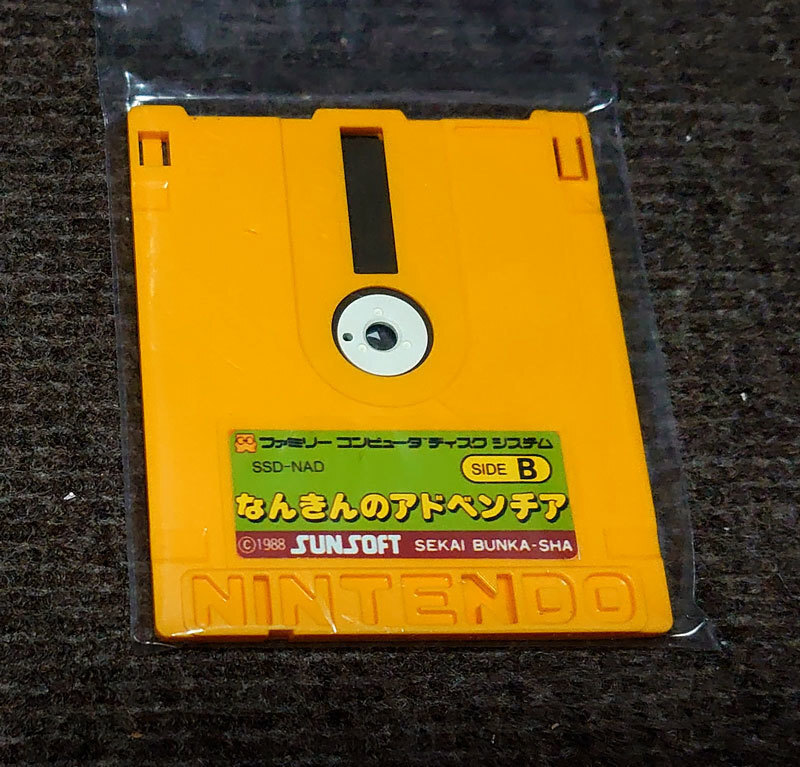 ファミリー コンピュータ ディスク システム
SSD-NAD
SIDE B
なんきんのアドベンチア
©1988 SUNSOFT SEKAI BUNKA-SHA
NINTENDO